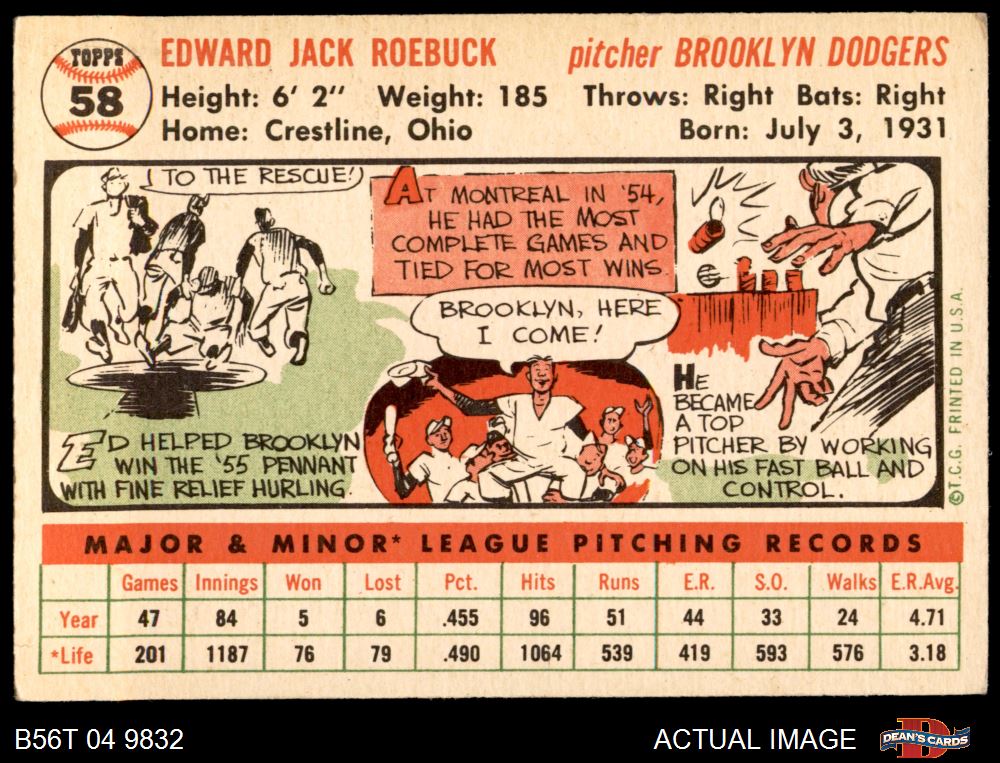 TOPPS
58
EDWARD JACK ROEBUCK pitcher BROOKLYN DODGERS
Height: 6' 2" Weight: 185 Throws: Right Bats: Right
Home: Crestline, Ohio Born: July 3, 1931
TO THE RESCUE!
ED HELPED BROOKLYN
WIN THE '55 PENNANT
WITH FINE RELIEF HURLING.
AT MONTREAL IN '54,
HE HAD THE MOST
COMPLETE GAMES AND
TIED FOR MOST WINS.
BROOKLYN, HERE
I COME!
HE
BECAME
A TOP
PITCHER BY WORKING
ON HIS FAST BALL AND
CONTROL.
© T.C.G. PRINTED IN U.S.A.
MAJOR & MINOR* LEAGUE PITCHING RECORDS
Games Innings Won Lost Pct. Hits Runs E.R. S.O. Walks E.R.Avg.
Year 47 84 5 6 .455 96 51 44 33 24 4.71
*Life 201 1187 76 79 .490 1064 539 419 593 576 3.18
B56T 04 9832 ACTUAL IMAGE
D
DEAN'S CARDS